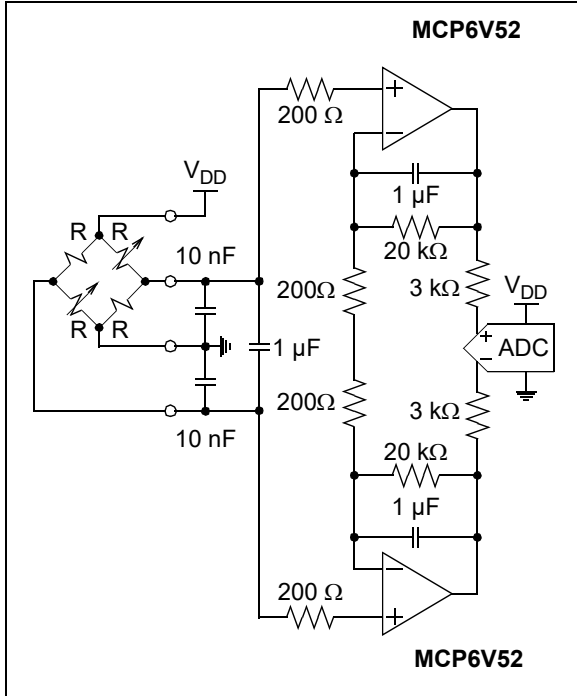 MCP6V52
200 Ω
+
−
V_DD
1 µF
R R
10 nF
20 kΩ
200Ω
3 kΩ
V_DD
1 µF
+
−
ADC
R R
200Ω
3 kΩ
10 nF
20 kΩ
1 µF
−
200 Ω
+
MCP6V52